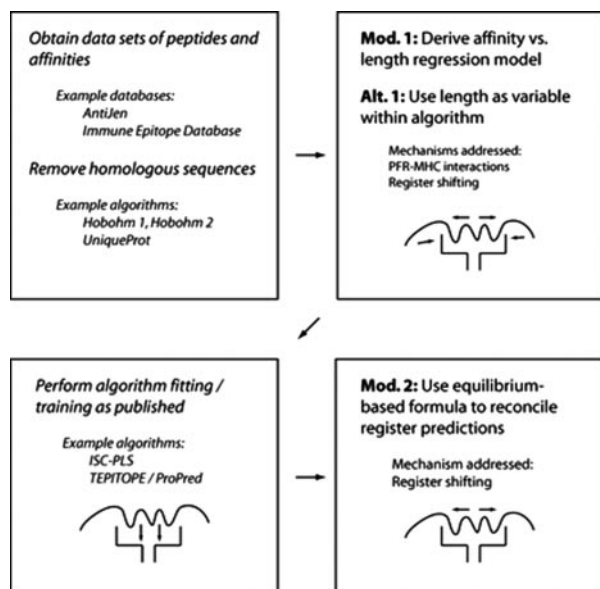 Obtain data sets of peptides and
affinities
Example databases:
AntiJen
Immune Epitope Database
Remove homologous sequences
Example algorithms:
Hobohm 1, Hobohm 2
UniqueProt
Mod. 1: Derive affinity vs.
length regression model
Alt. 1: Use length as variable
within algorithm
Mechanisms addressed:
PFR-MHC interactions
Register shifting
Perform algorithm fitting /
training as published
Example algorithms:
ISC-PLS
TEPITOPE / ProPred
Mod. 2: Use equilibrium-
based formula to reconcile
register predictions
Mechanism addressed:
Register shifting